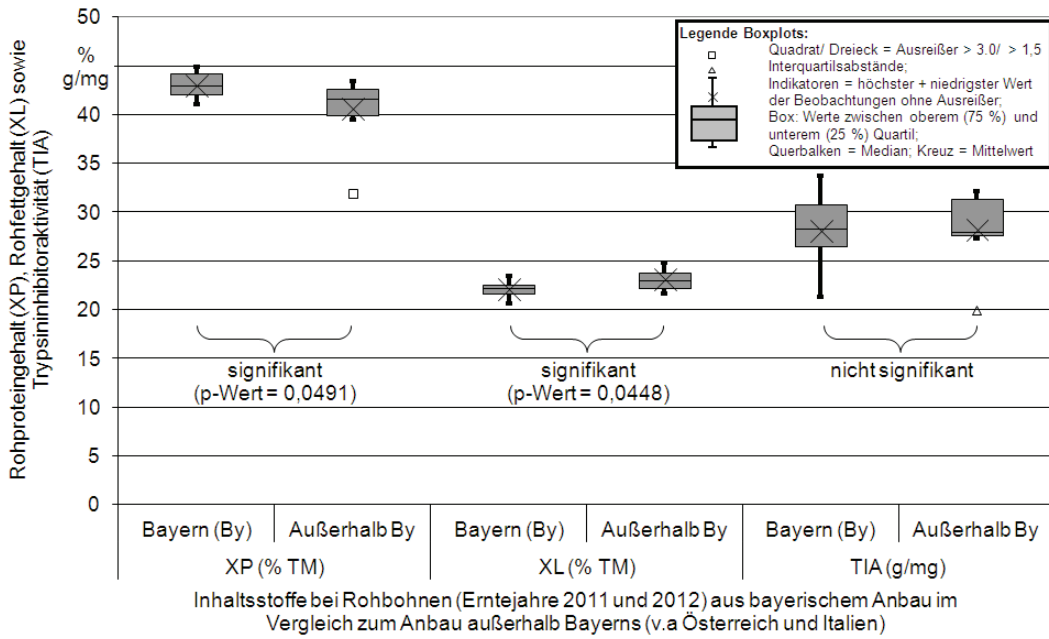 Rohproteingehalt (XP), Rohfettgehalt (XL) sowie
Trypsininhibitoraktivität (TIA)
50
%
g/mg
40
35
30
25
20
15
10
5
0
Legende Boxplots:
Quadrat/ Dreieck = Ausreißer > 3.0/ > 1,5
Interquartilsabstände;
Indikatoren = höchster + niedrigster Wert
der Beobachtungen ohne Ausreißer;
Box: Werte zwischen oberem (75 %) und
unterem (25 %) Quartil;
Querbalken = Median; Kreuz = Mittelwert
signifikant
(p-Wert = 0,0491)
signifikant
(p-Wert = 0,0448)
nicht signifikant
Bayern (By)
Außerhalb By
Bayern (By)
Außerhalb By
Bayern (By)
Außerhalb By
XP (% TM)
XL (% TM)
TIA (g/mg)
Inhaltsstoffe bei Rohbohnen (Erntejahre 2011 und 2012) aus bayerischem Anbau im
Vergleich zum Anbau außerhalb Bayerns (v.a Österreich und Italien)